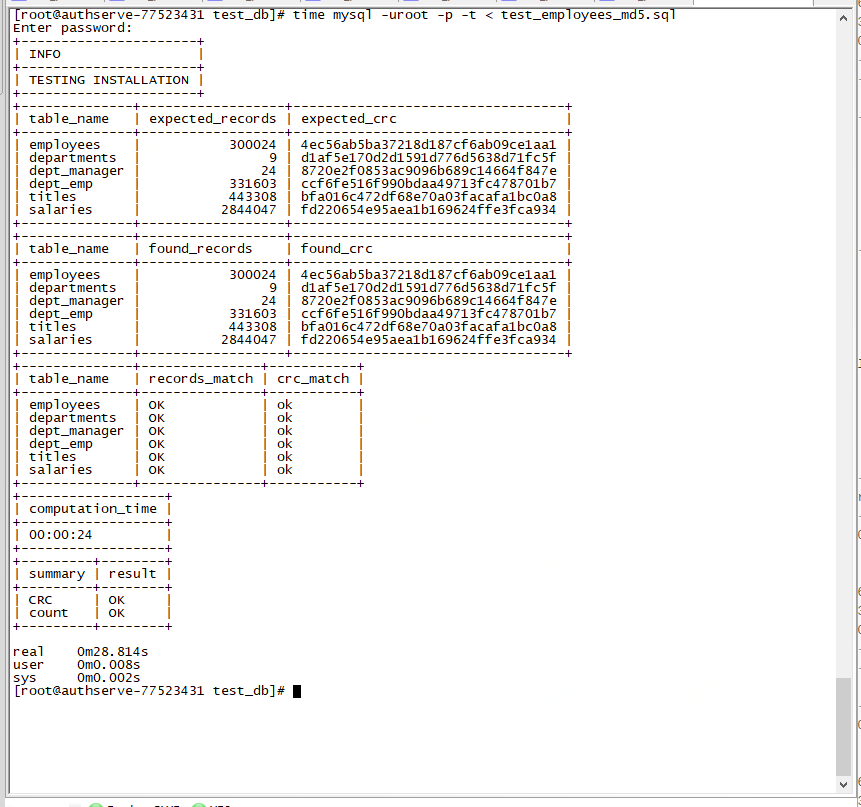 [root@authserve-77523431 test_db]# time mysql -uroot -p -t < test_employees_md5.sql
Enter password:
+----------------------+
| INFO                 |
+----------------------+
| TESTING INSTALLATION |
+----------------------+
+--------------+------------------+----------------------------------+
| table_name   | expected_records | expected_crc                     |
+--------------+------------------+----------------------------------+
| employees    |           300024 | 4ec56ab5ba37218d187cf6ab09ce1aa1 |
| departments  |                9 | d1af5e170d2d1591d776d5638d71fc5f |
| dept_manager |               24 | 8720e2f0853ac9096b689c14664f847e |
| dept_emp     |           331603 | ccf6fe516f990bdaa49713fc478701b7 |
| titles       |           443308 | bfa016c472df68e70a03facafa1bc0a8 |
| salaries     |          2844047 | fd220654e95aea1b169624ffe3fca934 |
+--------------+------------------+----------------------------------+
+--------------+------------------+----------------------------------+
| table_name   | found_records    | found_crc                        |
+--------------+------------------+----------------------------------+
| employees    |           300024 | 4ec56ab5ba37218d187cf6ab09ce1aa1 |
| departments  |                9 | d1af5e170d2d1591d776d5638d71fc5f |
| dept_manager |               24 | 8720e2f0853ac9096b689c14664f847e |
| dept_emp     |           331603 | ccf6fe516f990bdaa49713fc478701b7 |
| titles       |           443308 | bfa016c472df68e70a03facafa1bc0a8 |
| salaries     |          2844047 | fd220654e95aea1b169624ffe3fca934 |
+--------------+------------------+----------------------------------+
+--------------+---------------+-----------+
| table_name   | records_match | crc_match |
+--------------+---------------+-----------+
| employees    | OK            | ok        |
| departments  | OK            | ok        |
| dept_manager | OK            | ok        |
| dept_emp     | OK            | ok        |
| titles       | OK            | ok        |
| salaries     | OK            | ok        |
+--------------+---------------+-----------+
+------------------+
| computation_time |
+------------------+
| 00:00:24         |
+------------------+
+---------+--------+
| summary | result |
+---------+--------+
| CRC     | OK     |
| count   | OK     |
+---------+--------+
real    0m28.814s
user    0m0.008s
sys     0m0.002s
[root@authserve-77523431 test_db]#